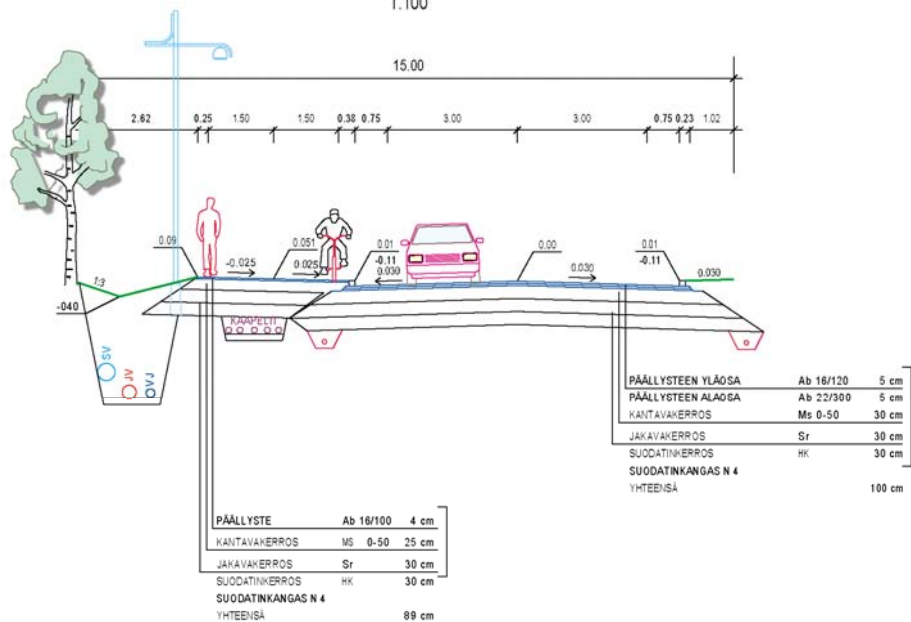 1:100
15.00
2.62 0.25 1.50 1.50 0.38 0.75 3.00 3.00 0.75 0.23 1.02
0.09 0.051 0.01 0.00 0.01
-0.11 -0.11
-0.025 0.025 0.030 0.030 0.030
1:3
-040
KAAPELIT
SV
JV
VJ
PÄÄLLYSTEEN YLÄOSA Ab 16/120 5 cm
PÄÄLLYSTEEN ALAOSA Ab 22/300 5 cm
KANTAVAKERROS Ms 0-50 30 cm
JAKAVAKERROS Sr 30 cm
SUODATINKERROS HK 30 cm
SUODATINKANGAS N 4
YHTEENSÄ 100 cm
PÄÄLLYSTE Ab 16/100 4 cm
KANTAVAKERROS MS 0-50 25 cm
JAKAVAKERROS Sr 30 cm
SUODATINKERROS HK 30 cm
SUODATINKANGAS N 4
YHTEENSÄ 89 cm